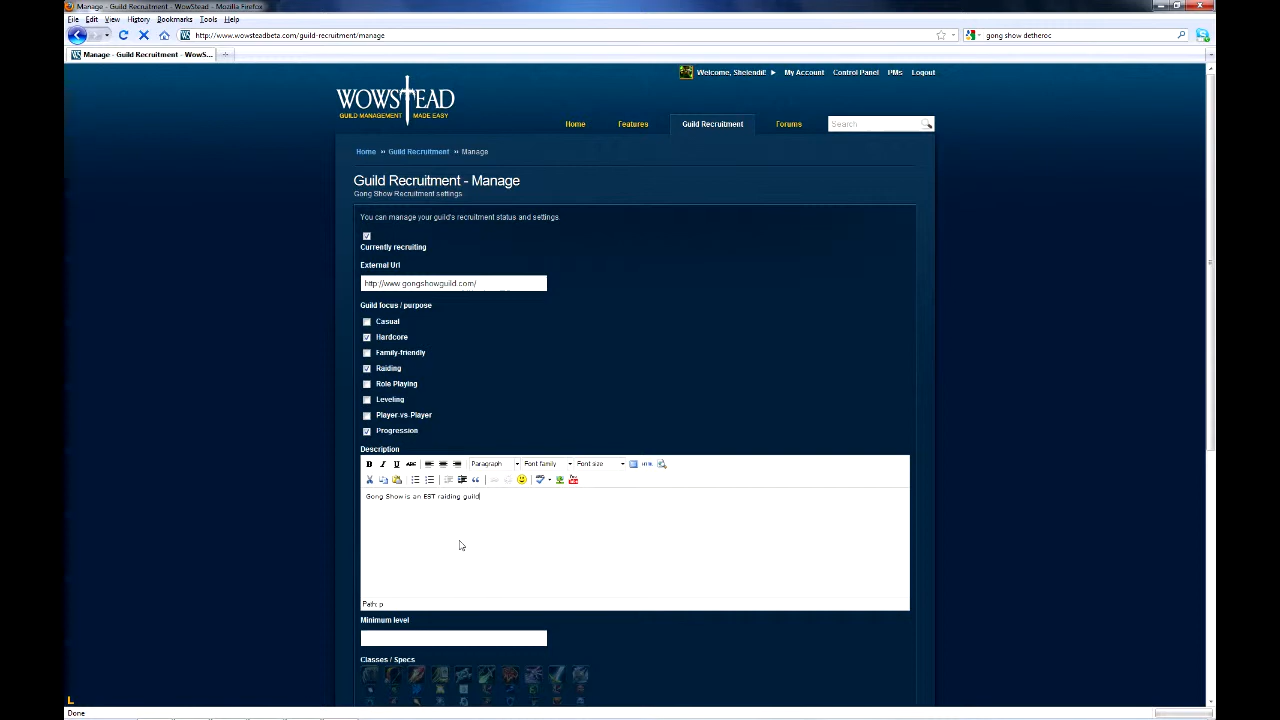 Manage - Guild Recruitment - WowStead - Mozilla Firefox
File Edit View History Bookmarks Tools Help
http://www.wowsteadbeta.com/guild-recruitment/manage
gong show detheroc
Manage - Guild Recruitment - WowS...
Welcome, Shelendi My Account Control Panel PMs Logout
WOWSTEAD
GUILD MANAGEMENT MADE EASY
Home Features Guild Recruitment Forums Search
Home » Guild Recruitment » Manage
Guild Recruitment - Manage
Gong Show Recruitment settings
You can manage your guild's recruitment status and settings.
Currently recruiting
External Url
http://www.gongshowguild.com/
Guild focus / purpose
Casual
Hardcore
Family-friendly
Raiding
Role Playing
Leveling
Player-vs-Player
Progression
Description
B I U ABC Paragraph Font family Font size HTML
Gong Show is an EST raiding guild
Path: p
Minimum level
Classes / Specs
L
Done